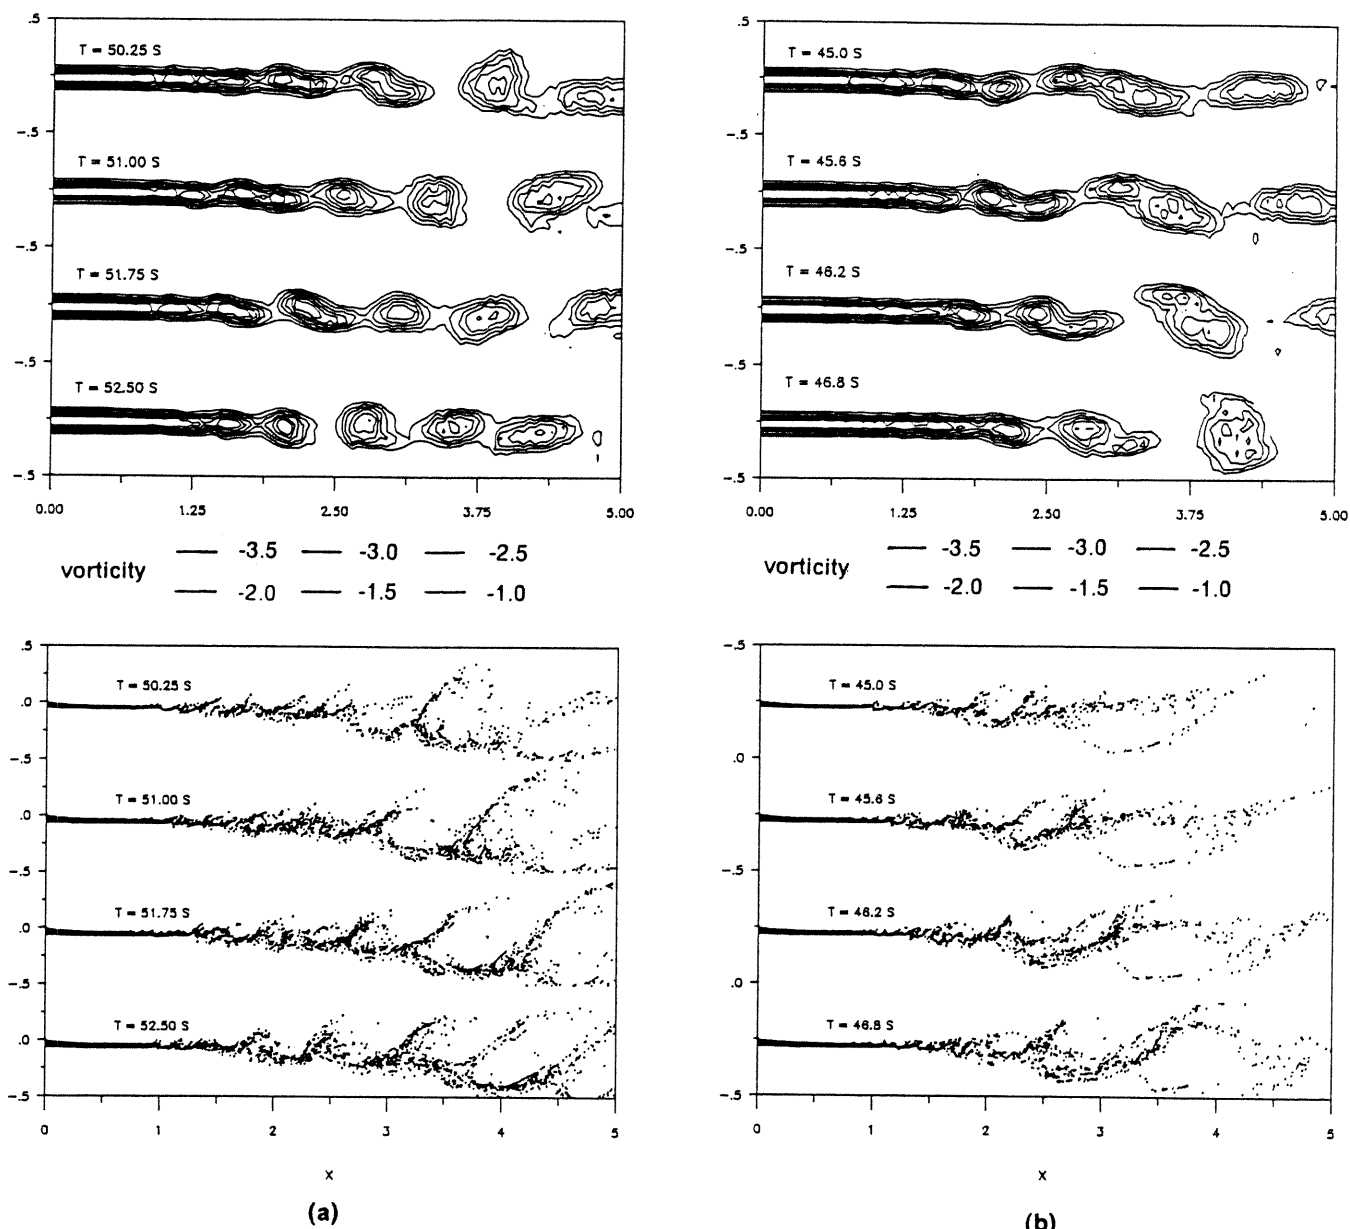 .5
T = 50.25 S
-.5
T = 51.00 S
-.5
T = 51.75 S
-.5
T = 52.50 S
-.5
0.00 1.25 2.50 3.75 5.00
vorticity
-3.5 -3.0 -2.5
-2.0 -1.5 -1.0
.5
T = 45.0 S
-.5
T = 45.6 S
-.5
T = 46.2 S
-.5
T = 46.8 S
-.5
0.00 1.25 2.50 3.75 5.00
vorticity
-3.5 -3.0 -2.5
-2.0 -1.5 -1.0
.5
T = 50.25 S
.0
-.5
T = 51.00 S
.0
-.5
T = 51.75 S
.0
-.5
T = 52.50 S
.0
-.5
0 1 2 3 4 5
x
(a)
-.5
T = 45.0 S
.0
T = 45.6 S
-.5
T = 46.2 S
.0
T = 46.8 S
-.5
0 1 2 3 4 5
x
(b)